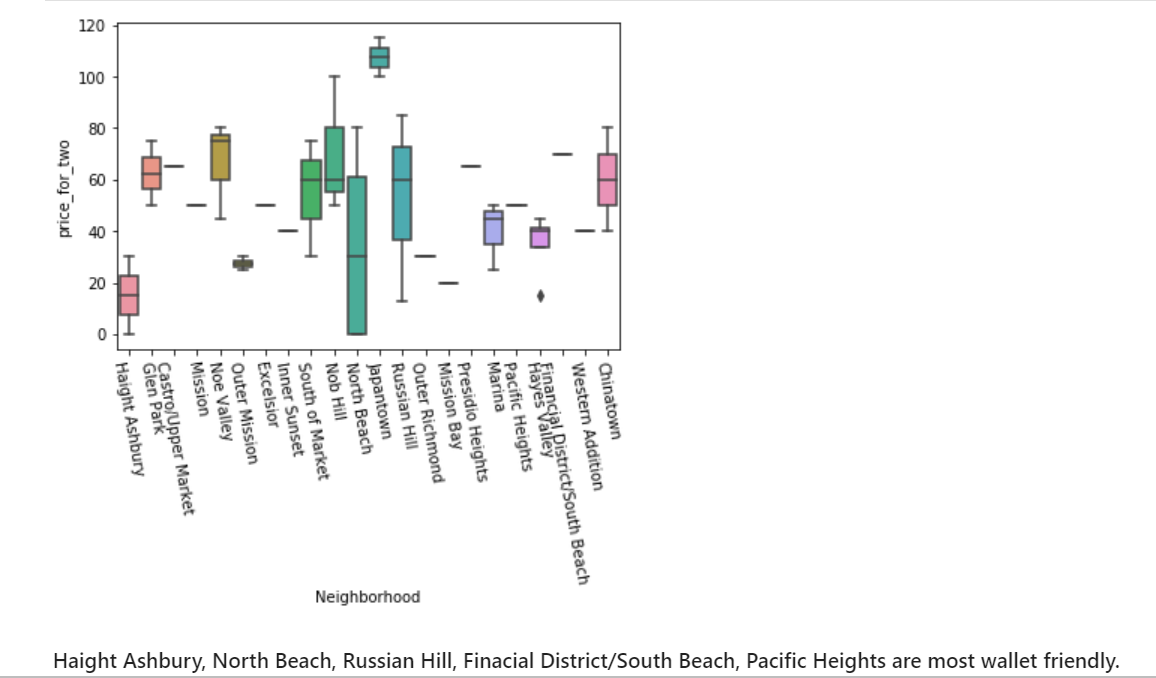 120
100
80
60
40
20
0
price_for_two
Haight Ashbury
Glen Park
Castro/Upper Market
Mission
Noe Valley
Outer Mission
Excelsior
Inner Sunset
South of Market
Nob Hill
North Beach
Japantown
Russian Hill
Outer Richmond
Mission Bay
Presidio Heights
Marina
Pacific Heights
Hayes Valley
Financial District/South Beach
Western Addition
Chinatown
Neighborhood
Haight Ashbury, North Beach, Russian Hill, Finacial District/South Beach, Pacific Heights are most wallet friendly.